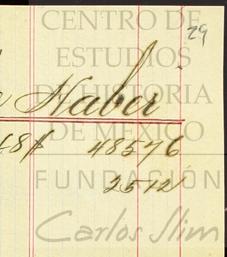 CENTRO DE
ESTUDIOS
DE HISTORIA
DE MÉXICO
FUNDACIÓN
Carlos Slim
29
Haber
48576
2512